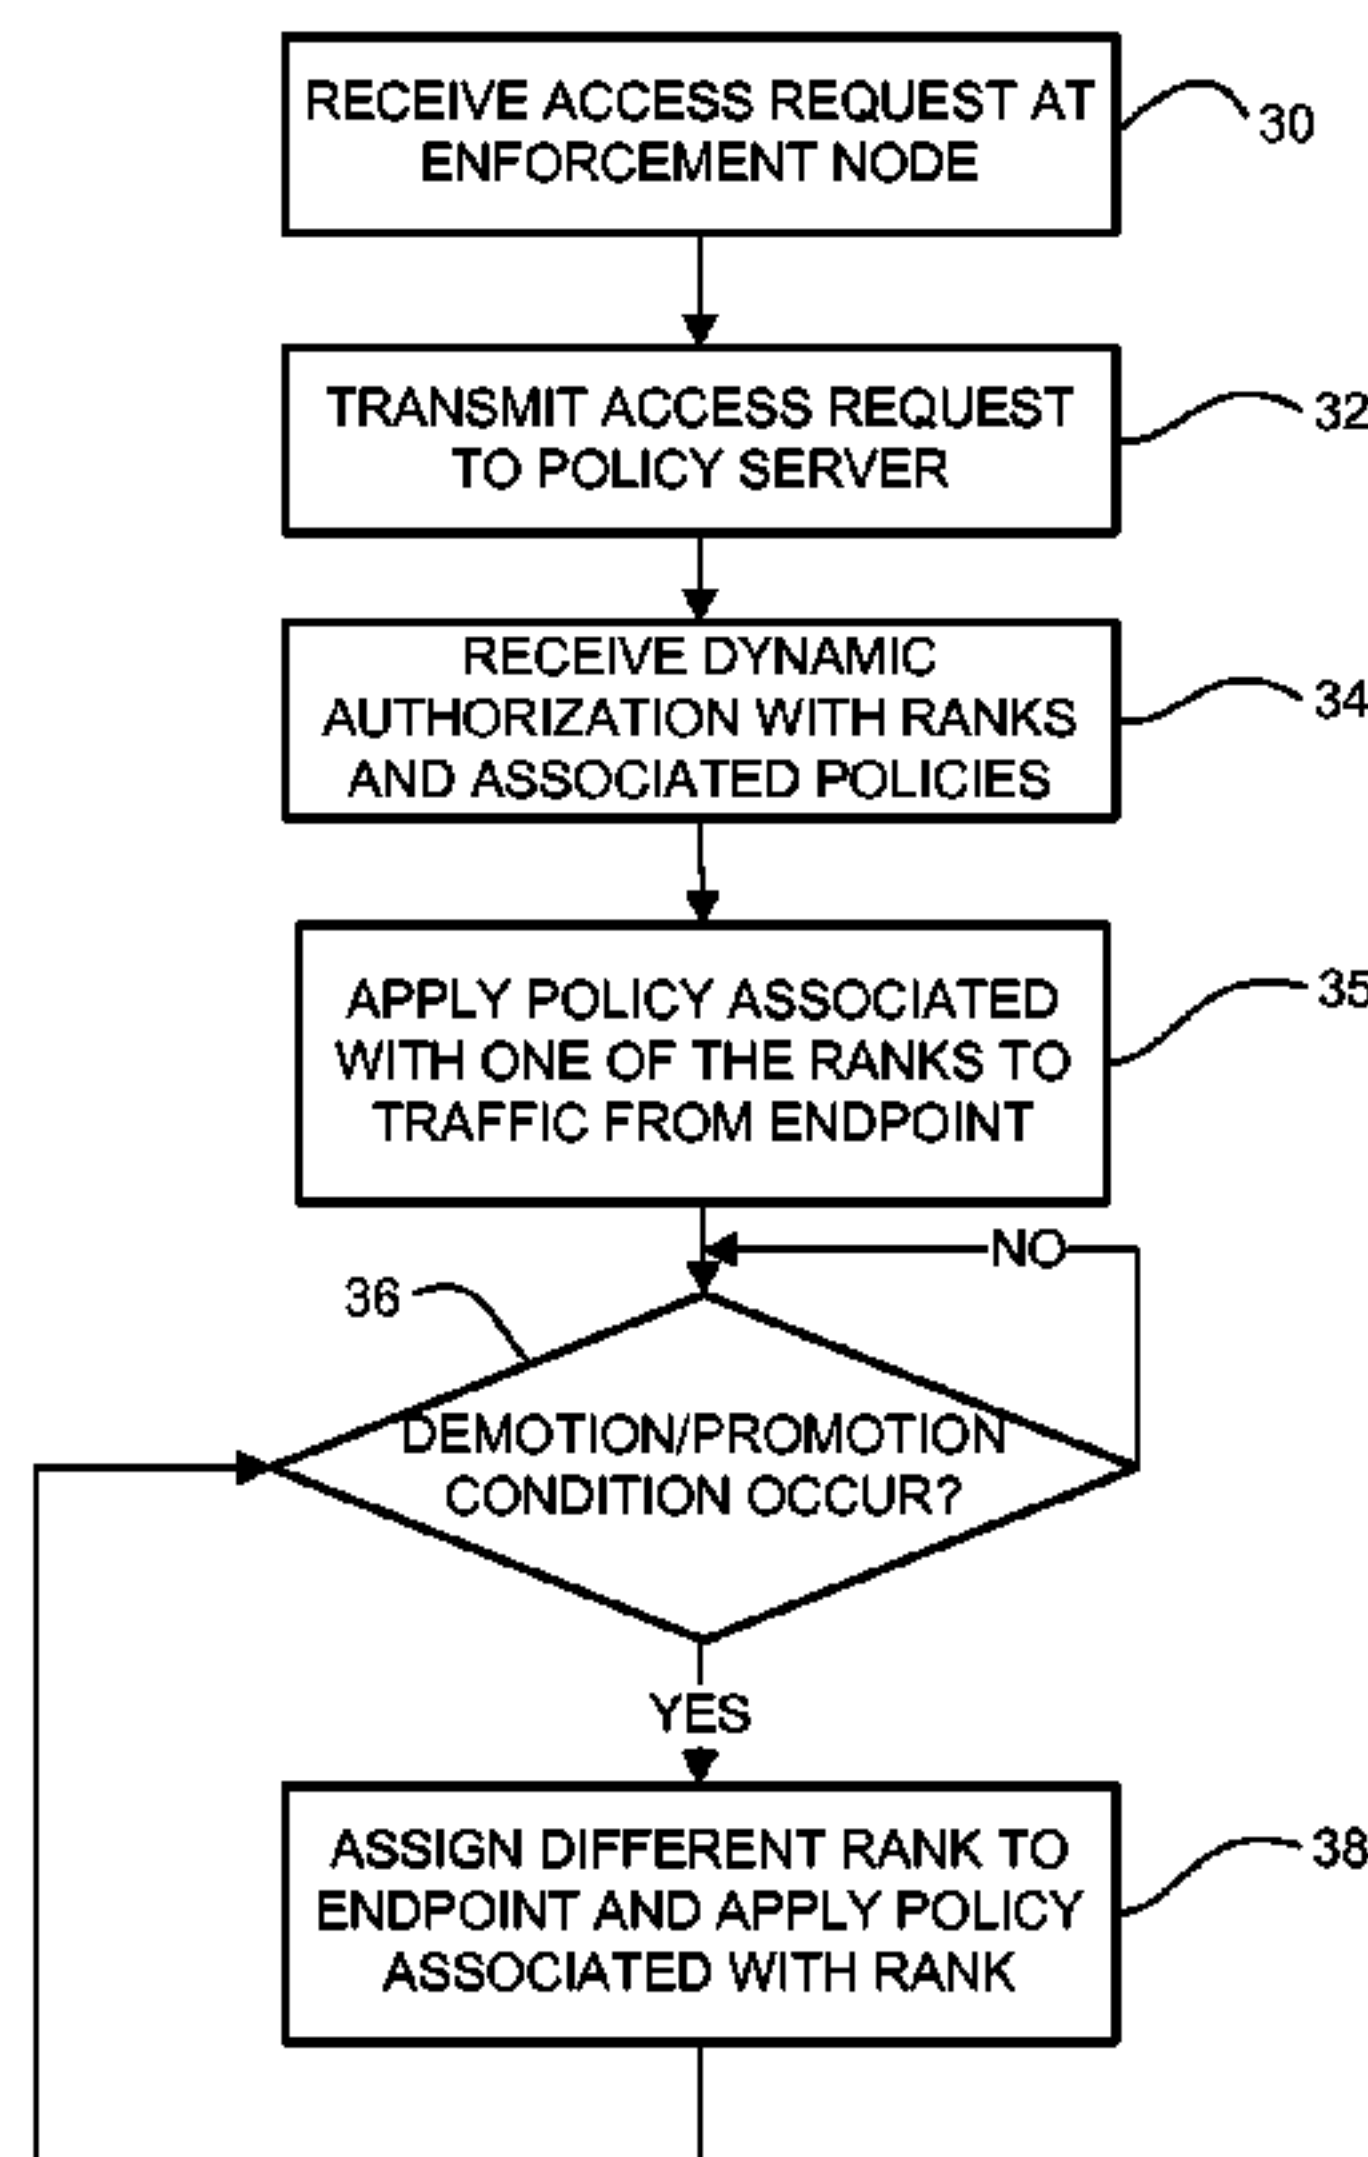 RECEIVE ACCESS REQUEST AT
ENFORCEMENT NODE
30
TRANSMIT ACCESS REQUEST
TO POLICY SERVER
32
RECEIVE DYNAMIC
AUTHORIZATION WITH RANKS
AND ASSOCIATED POLICIES
34
APPLY POLICY ASSOCIATED
WITH ONE OF THE RANKS TO
TRAFFIC FROM ENDPOINT
35
NO
36
DEMOTION/PROMOTION
CONDITION OCCUR?
YES
ASSIGN DIFFERENT RANK TO
ENDPOINT AND APPLY POLICY
ASSOCIATED WITH RANK
38